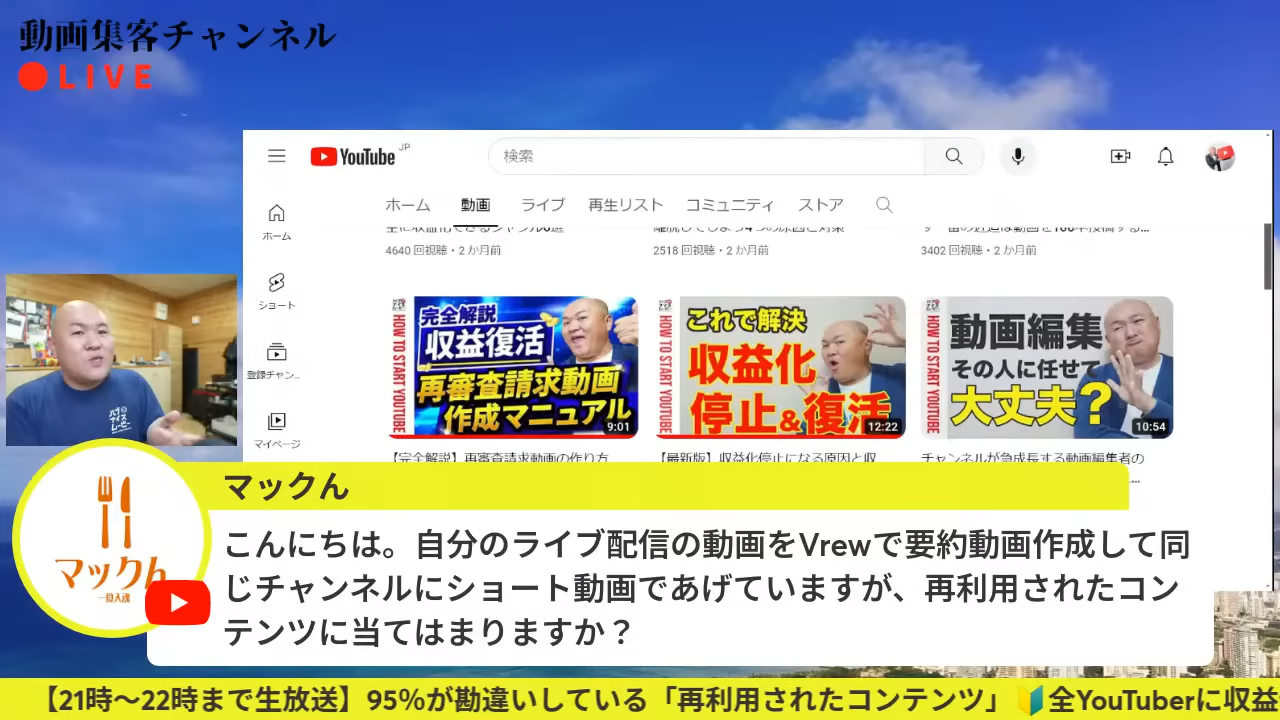 動画集客チャンネル
LIVE
YouTube JP
検索
ホーム 動画 ライブ 再生リスト コミュニティ ストア
ホーム
ショート
登録チャン...
マイページ
4640 回視聴・2 か月前
2518 回視聴・2 か月前
3402 回視聴・2 か月前
HOW TO START YOUTUBE
完全解説
収益復活
再審査請求動画
作成マニュアル
9:01
HOW TO START YOUTUBE
これで解決
収益化
停止&復活
12:22
HOW TO START YOUTUBE
動画編集
その人に任せて
大丈夫?
10:54
【完全解説】再審査請求動画の作り方
【最新版】収益化停止になる原因と収
チャンネルが急成長する動画編集者の
マックん
マックん
こんにちは。自分のライブ配信の動画をVrewで要約動画作成して同
じチャンネルにショート動画であげていますが、再利用されたコン
テンツに当てはまりますか？
【21時〜22時まで生放送】95%が勘違いしている「再利用されたコンテンツ」🔰全YouTuberに収益